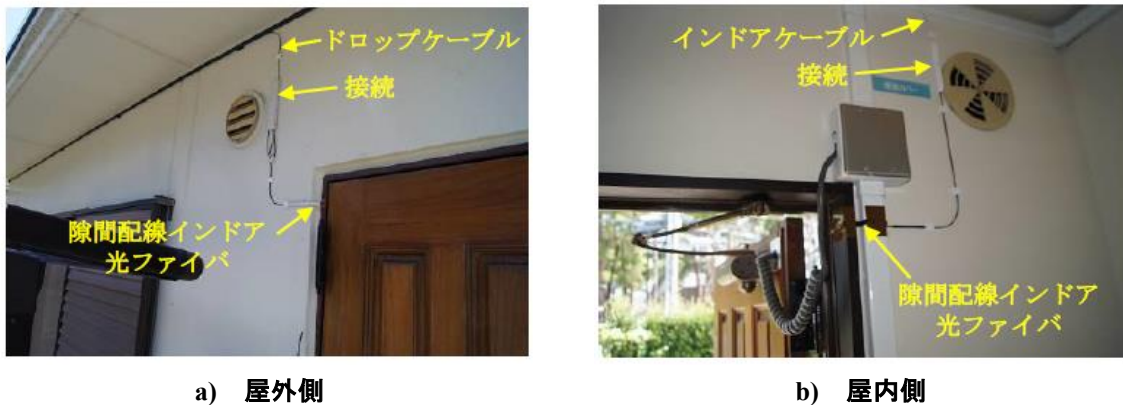 ドロップケーブル
接続
隙間配線インドア
光ファイバ
インドアケーブル
接続
隙間配線インドア
光ファイバ
a) 屋外側
b) 屋内側